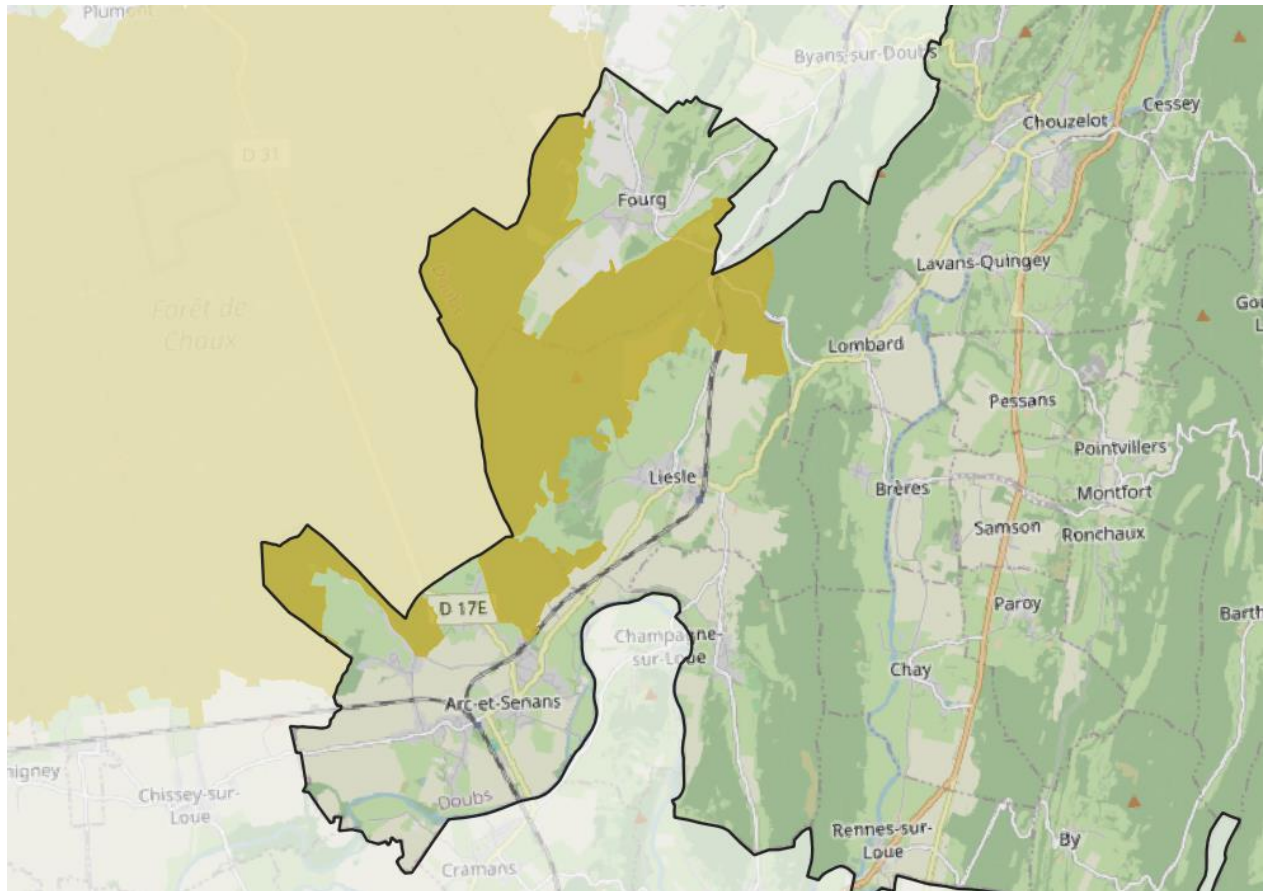 Plumont
Byans-sur-Doubs
Cessey
Chouzelot
D 31
Fourg
Lavans-Quingey
Doubs
Forêt de
Chaux
Lombard
Pessans
Pointvillers
Liesle
Brères
Montfort
Samson
Ronchaux
D 17E
Paroy
Barth
Champagne-
sur-Loue
Chay
Arc-et-Senans
nigney
Chissey-sur-
Loue
Doubs
Rennes-sur-
Loue
By
Cramans